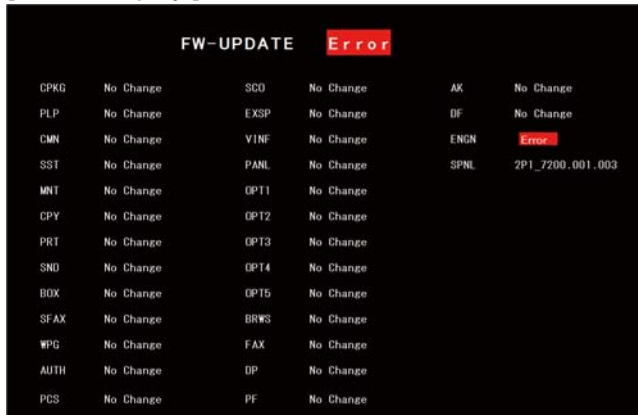 FW-UPDATE Error
CPKG No Change SCO No Change AK No Change
PLP No Change EXSP No Change DF No Change
CMN No Change VINF No Change ENGN Error
SST No Change PANL No Change SPNL 2P1_7200.001.003
MNT No Change OPT1 No Change
CPY No Change OPT2 No Change
PRT No Change OPT3 No Change
SND No Change OPT4 No Change
BOX No Change OPT5 No Change
SFAX No Change BRWS No Change
WPG No Change FAX No Change
AUTH No Change DP No Change
PCS No Change PF No Change